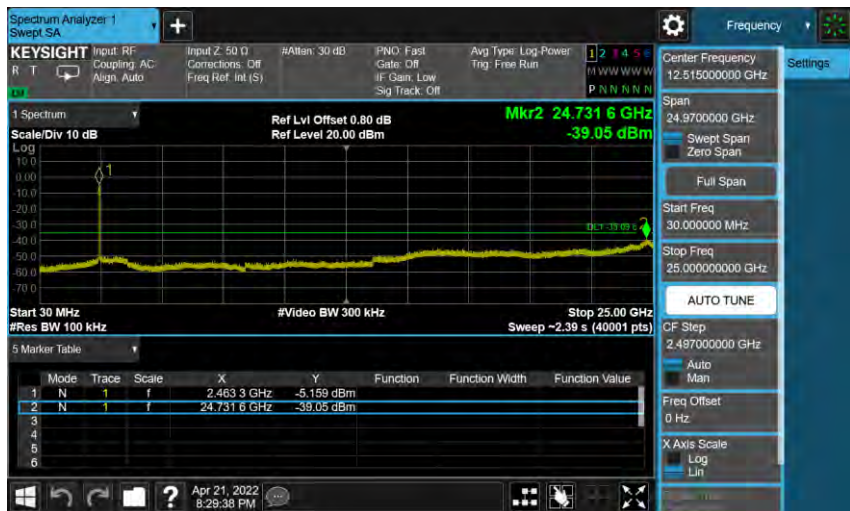 Spectrum Analyzer 1
Swept SA
Frequency
KEYSIGHT
R T
Input: RF
Coupling: AC
Align: Auto
Input Z: 50 Ω
Corrections: Off
Freq Ref: Int (S)
#Atten: 30 dB
PNO: Fast
Gate: Off
IF Gain: Low
Sig Track: Off
Avg Type: Log-Power
Trig: Free Run
1 2 3 4 5 6
M W W W W W
P N N N N N
1 Spectrum
Scale/Div 10 dB
Ref Lvl Offset 0.80 dB
Ref Level 20.00 dBm
Mkr2 24.731 6 GHz
-39.05 dBm
Log
10.0
0.00
-10.0
-20.0
-30.0
-40.0
-50.0
-60.0
-70.0
1
2
Start 30 MHz
#Res BW 100 kHz
#Video BW 300 kHz
Stop 25.00 GHz
Sweep ~2.39 s (40001 pts)
5 Marker Table
Mode Trace Scale X Y Function Function Width Function Value
1 N 1 f 2.463 3 GHz -5.159 dBm
2 N 1 f 24.731 6 GHz -39.05 dBm
3
4
5
6
Apr 21, 2022
8:29:38 PM
Center Frequency
12.515000000 GHz
Settings
Span
24.9700000 GHz
Swept Span
Zero Span
Full Span
Start Freq
30.000000 MHz
Stop Freq
25.000000000 GHz
AUTO TUNE
CF Step
2.497000000 GHz
Auto
Man
Freq Offset
0 Hz
X Axis Scale
Log
Lin